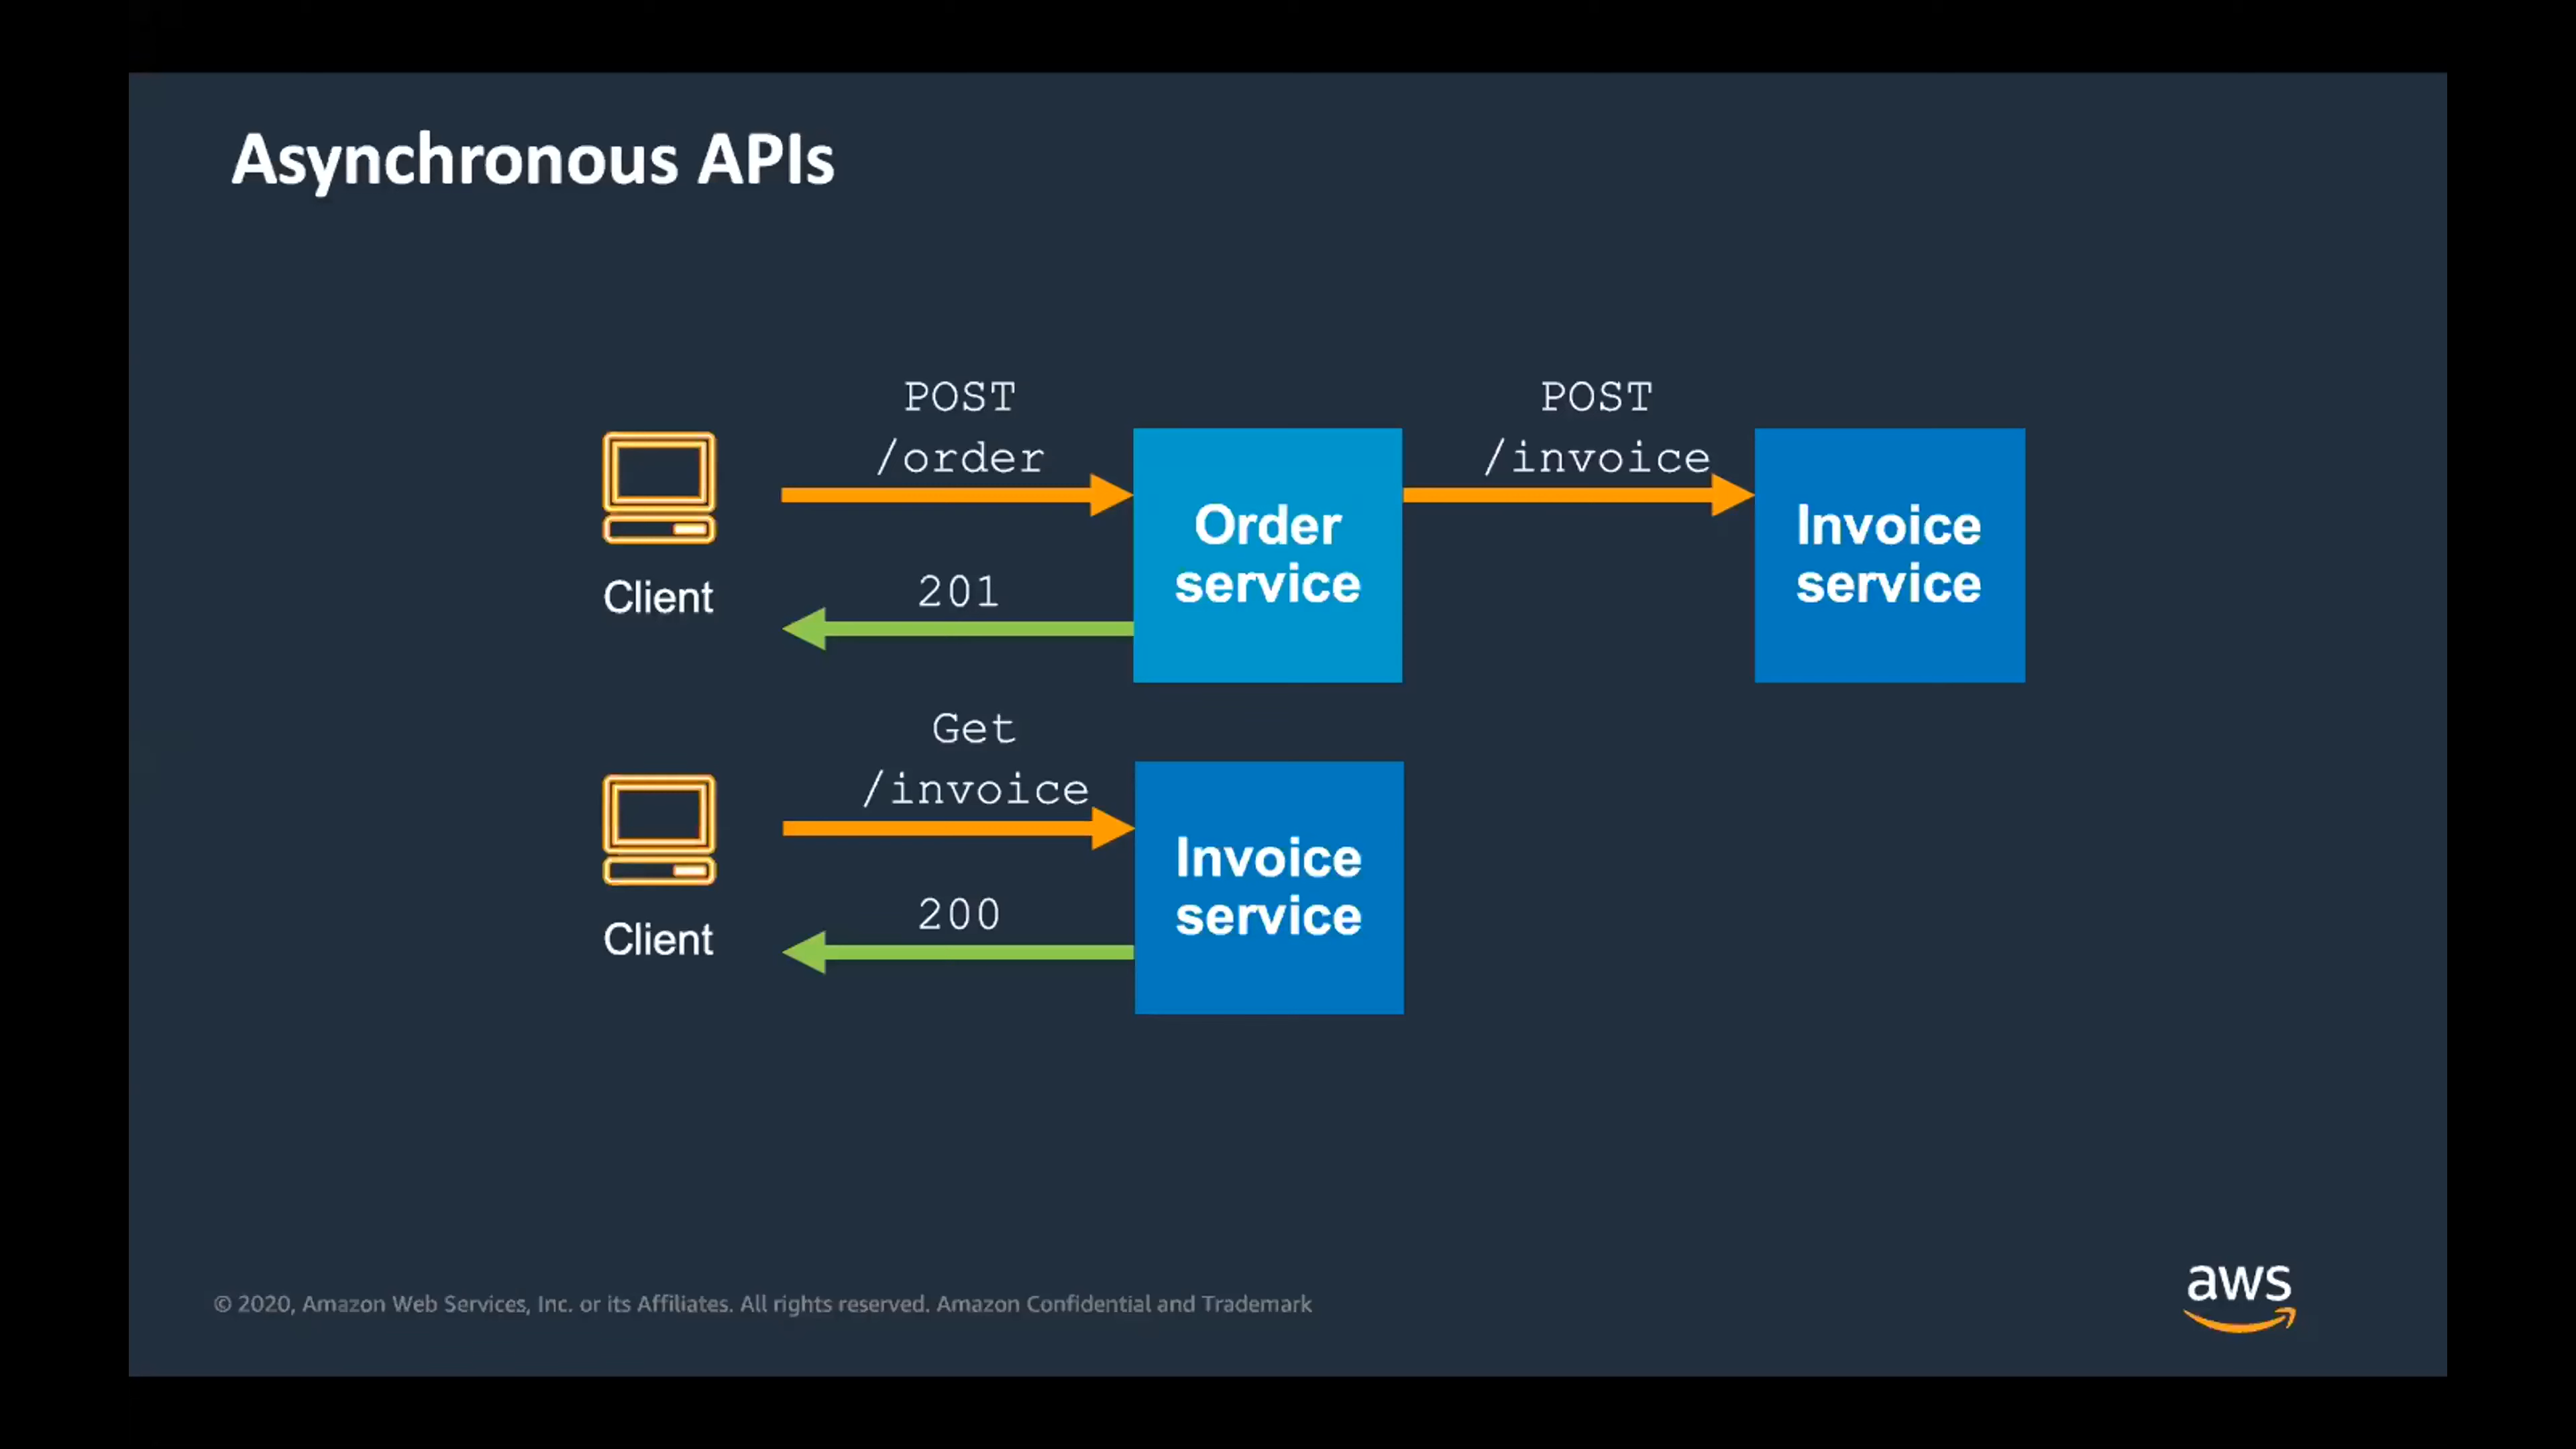 Asynchronous APIs
POST
/order
POST
/invoice
Client
201
Order
service
Invoice
service
Get
/invoice
Client
200
Invoice
service
© 2020, Amazon Web Services, Inc. or its Affiliates. All rights reserved. Amazon Confidential and Trademark
aws